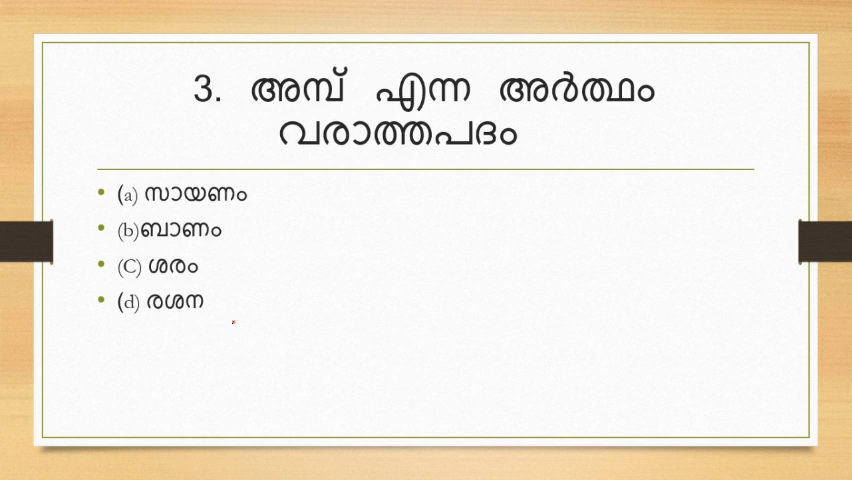 3. അമ്പ് എന്ന അർത്ഥം
വരാത്തപദം
• (a) സായണം
• (b)ബാണം
• (C) ശരം
• (d) രശന